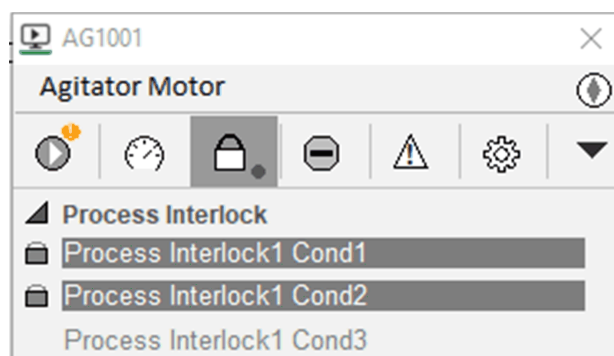 AG1001
Agitator Motor
Process Interlock
Process Interlock1 Cond1
Process Interlock1 Cond2
Process Interlock1 Cond3